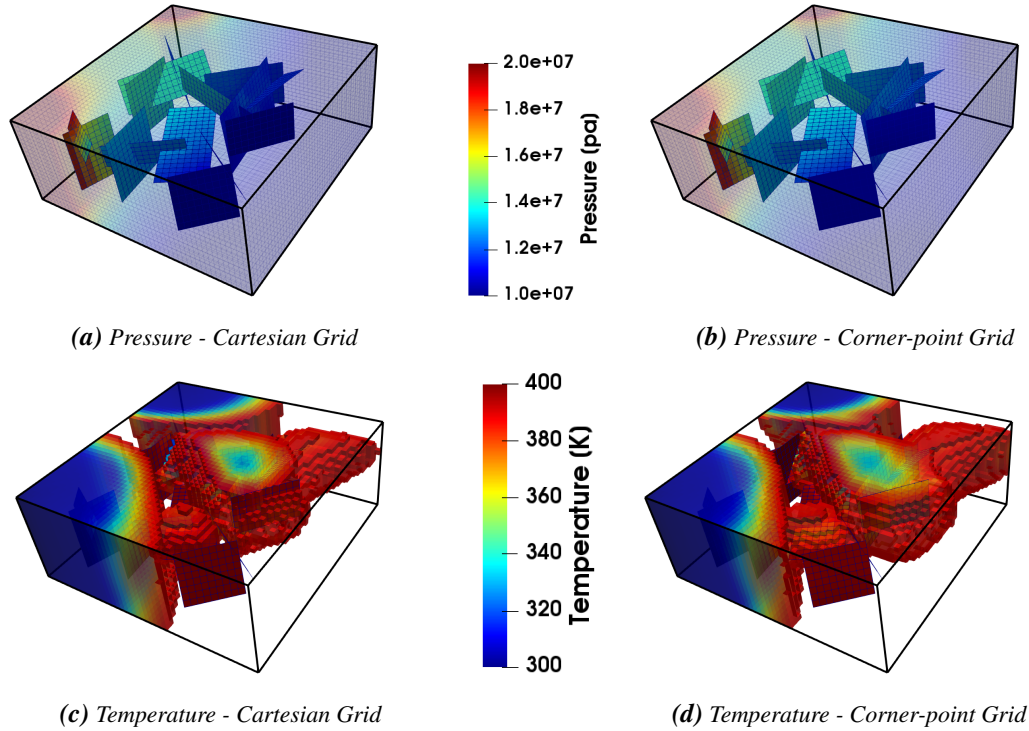 2.0e+07
1.8e+7
1.6e+7
1.4e+7
1.2e+7
1.0e+07
Pressure (pa)
(a) Pressure - Cartesian Grid
(b) Pressure - Corner-point Grid
400
380
360
340
320
300
Temperature (K)
(c) Temperature - Cartesian Grid
(d) Temperature - Corner-point Grid